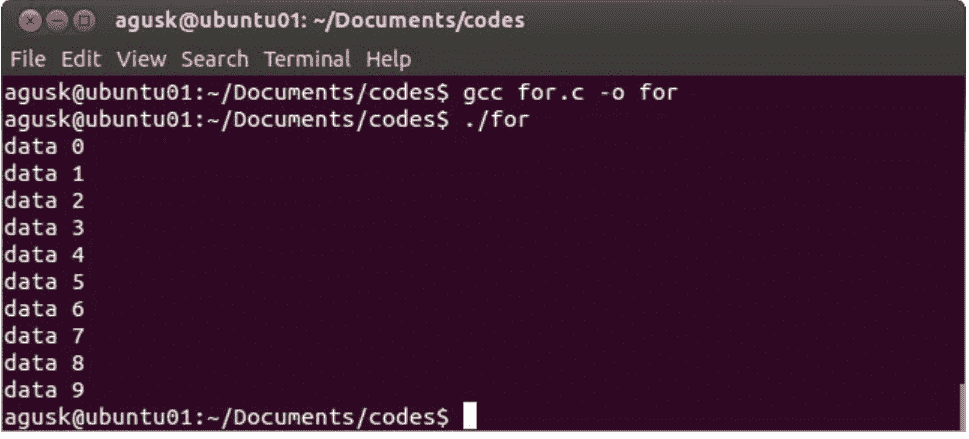 agusk@ubuntu01: ~/Documents/codes
File Edit View Search Terminal Help
agusk@ubuntu01:~/Documents/codes$ gcc for.c -o for
agusk@ubuntu01:~/Documents/codes$ ./for
data 0
data 1
data 2
data 3
data 4
data 5
data 6
data 7
data 8
data 9
agusk@ubuntu01:~/Documents/codes$